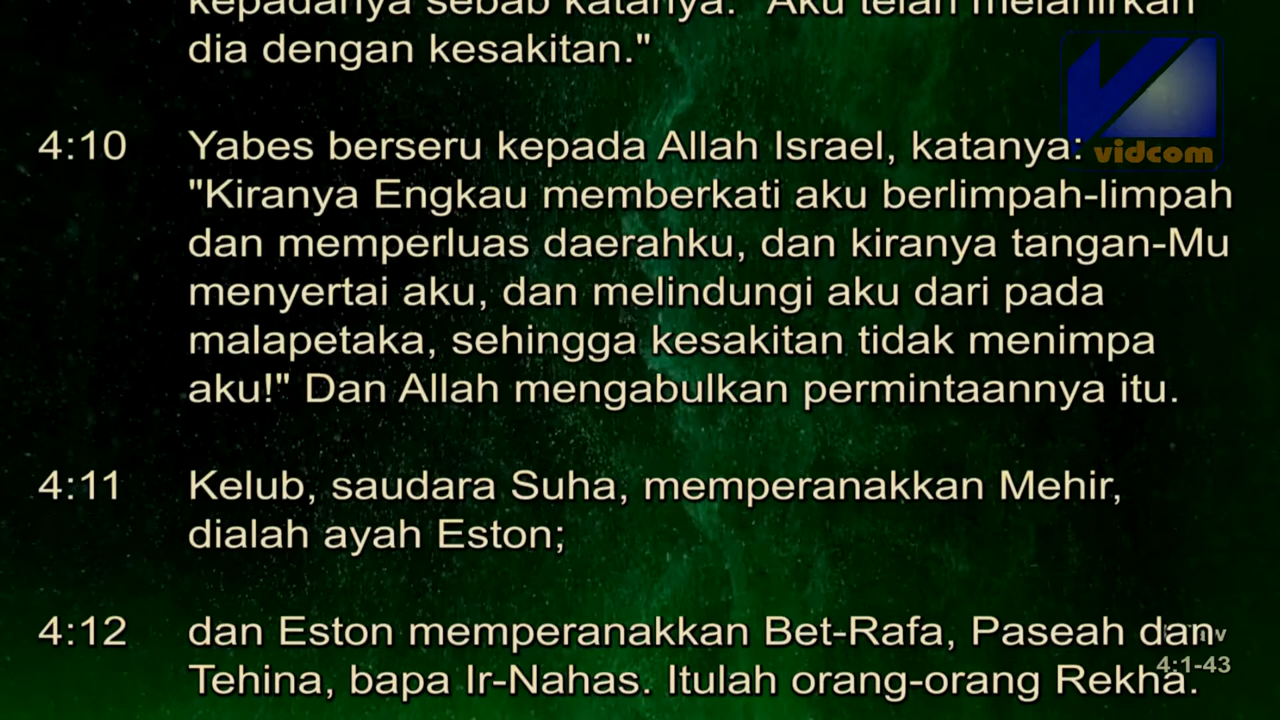 kepadanya sebab katanya: "Aku telah melahirkan
dia dengan kesakitan."
4:10 Yabes berseru kepada Allah Israel, katanya:
"Kiranya Engkau memberkati aku berlimpah-limpah
dan memperluas daerahku, dan kiranya tangan-Mu
menyertai aku, dan melindungi aku dari pada
malapetaka, sehingga kesakitan tidak menimpa
aku!" Dan Allah mengabulkan permintaannya itu.
4:11 Kelub, saudara Suha, memperanakkan Mehir,
dialah ayah Eston;
4:12 dan Eston memperanakkan Bet-Rafa, Paseah dan
Tehina, bapa Ir-Nahas. Itulah orang-orang Rekha.
vidcom
4:1-43